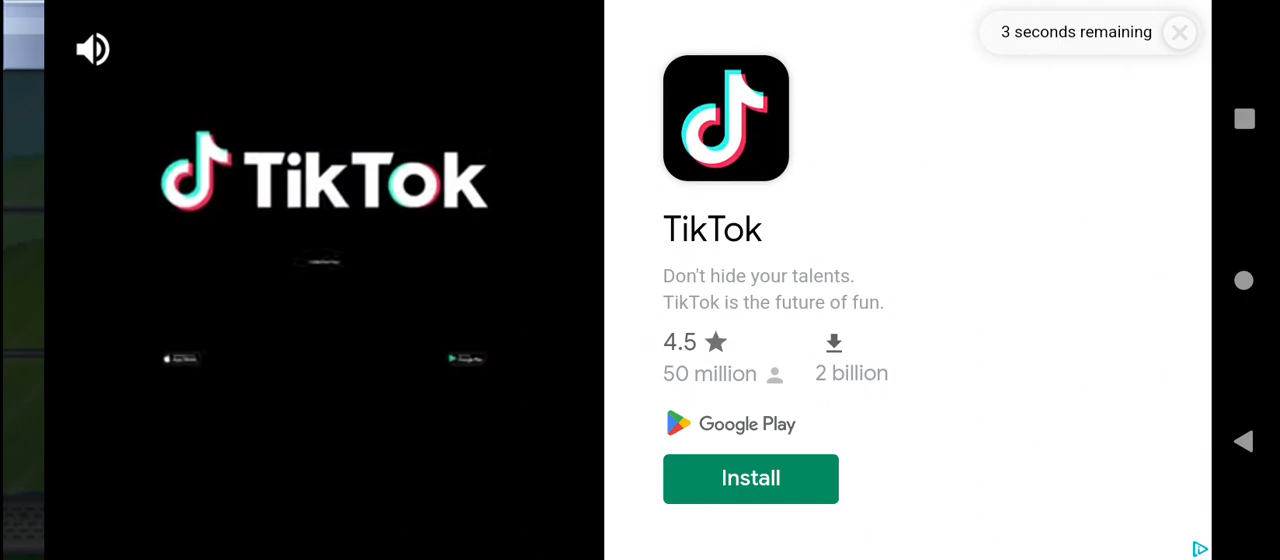 3 seconds remaining
TikTok
TikTok
Don't hide your talents.
TikTok is the future of fun.
4.5
50 million
2 billion
Google Play
Install